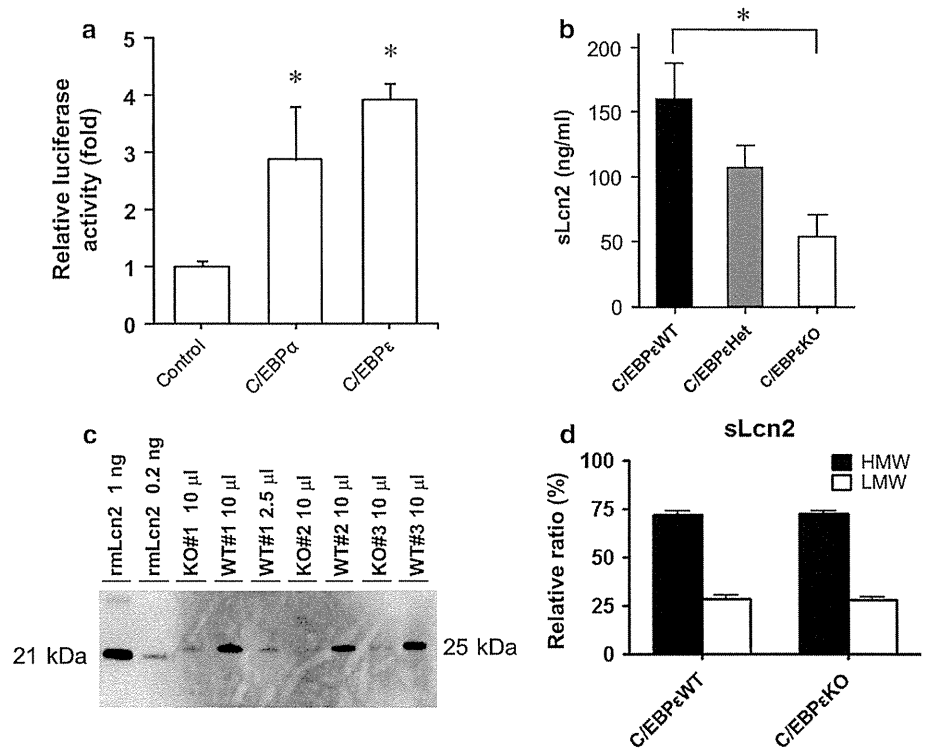 a
Relative luciferase
activity (fold)
5
4
3
2
1
0
*
*
Control
C/EBPα
C/EBPε
b
sLcn2 (ng/ml)
200
150
100
50
0
*
C/EBPεWT
C/EBPεHet
C/EBPεKO
c
rmLcn2 1 ng
rmLcn2 0.2 ng
KO#1 10 µl
WT#1 10 µl
WT#1 2.5 µl
KO#2 10 µl
WT#2 10 µl
KO#3 10 µl
WT#3 10 µl
21 kDa
25 kDa
d
sLcn2
Relative ratio (%)
100
75
50
25
0
HMW
LMW
C/EBPεWT
C/EBPεKO